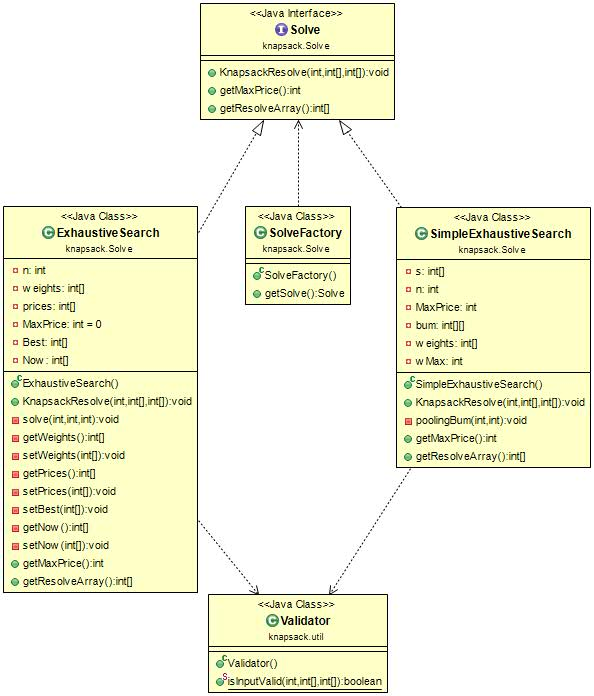 <<Java Interface>>
I Solve
knapsack.Solve
KnapsackResolve(int,int[],int[]):void
getMaxPrice():int
getResolveArray():int[]
<<Java Class>>
C ExhaustiveSearch
knapsack.Solve
n: int
weights: int[]
prices: int[]
MaxPrice: int = 0
Best: int[]
Now: int[]
C ExhaustiveSearch()
KnapsackResolve(int,int[],int[]):void
solve(int,int,int):void
getWeights():int[]
setWeights(int[]):void
getPrices():int[]
setPrices(int[]):void
setBest(int[]):void
getNow():int[]
setNow(int[]):void
getMaxPrice():int
getResolveArray():int[]
<<Java Class>>
C SolveFactory
knapsack.Solve
C SolveFactory()
getSolve():Solve
<<Java Class>>
C SimpleExhaustiveSearch
knapsack.Solve
s: int[]
n: int
MaxPrice: int
bum: int[][]
weights: int[]
wMax: int
C SimpleExhaustiveSearch()
KnapsackResolve(int,int[],int[]):void
poolingBum(int,int):void
getMaxPrice():int
getResolveArray():int[]
<<Java Class>>
C Validator
knapsack.util
C Validator()
S isInputValid(int,int[],int[]):boolean